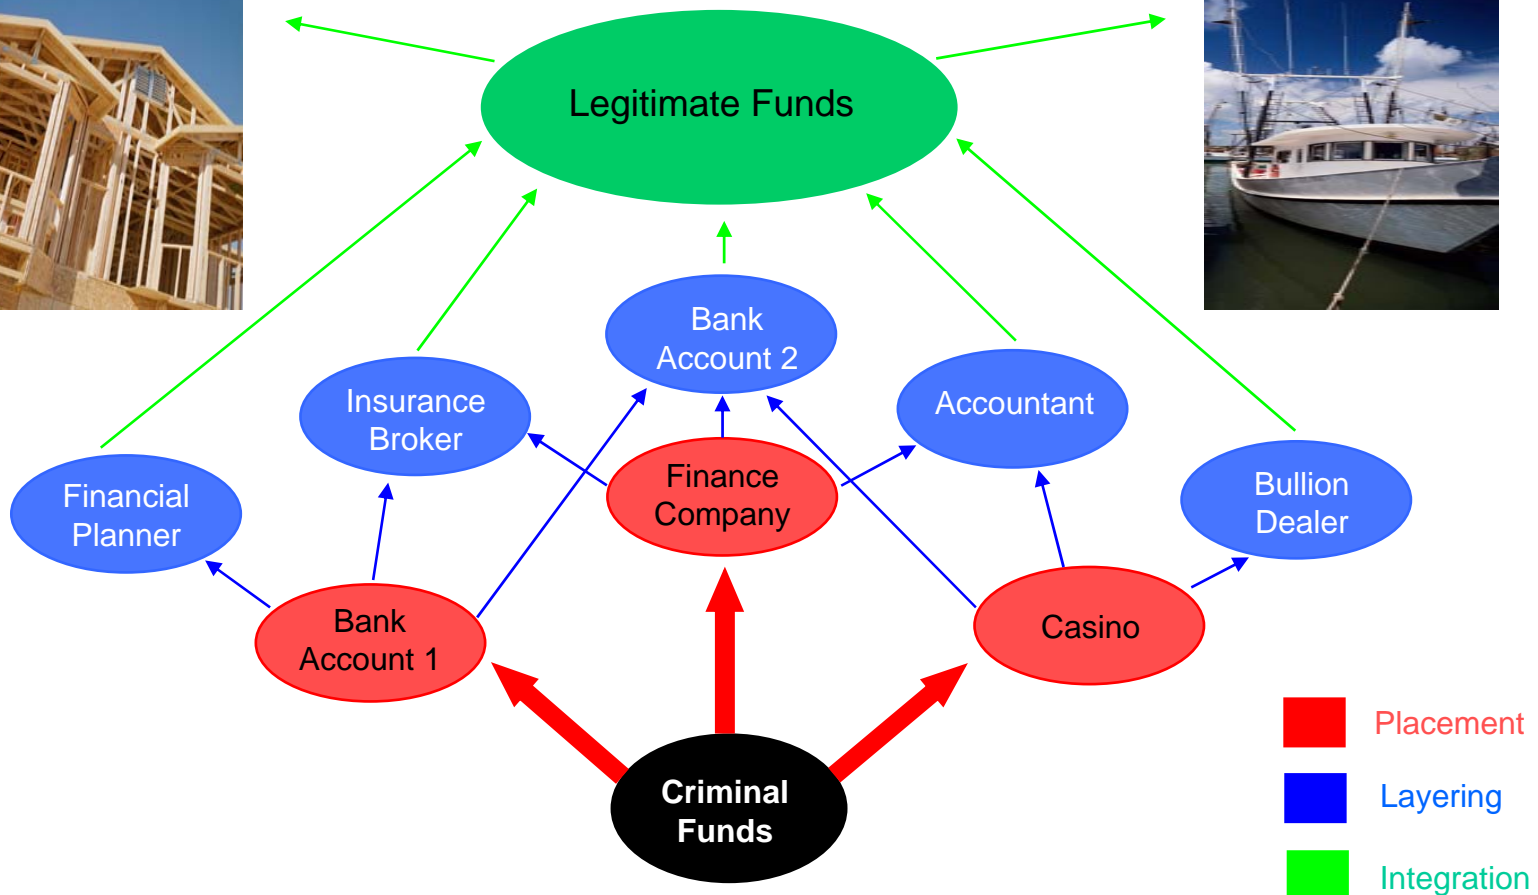 Legitimate Funds
Bank
Account 2
Insurance
Broker
Accountant
Financial
Planner
Finance
Company
Bullion
Dealer
Bank
Account 1
Casino
Criminal
Funds
Placement
Layering
Integration